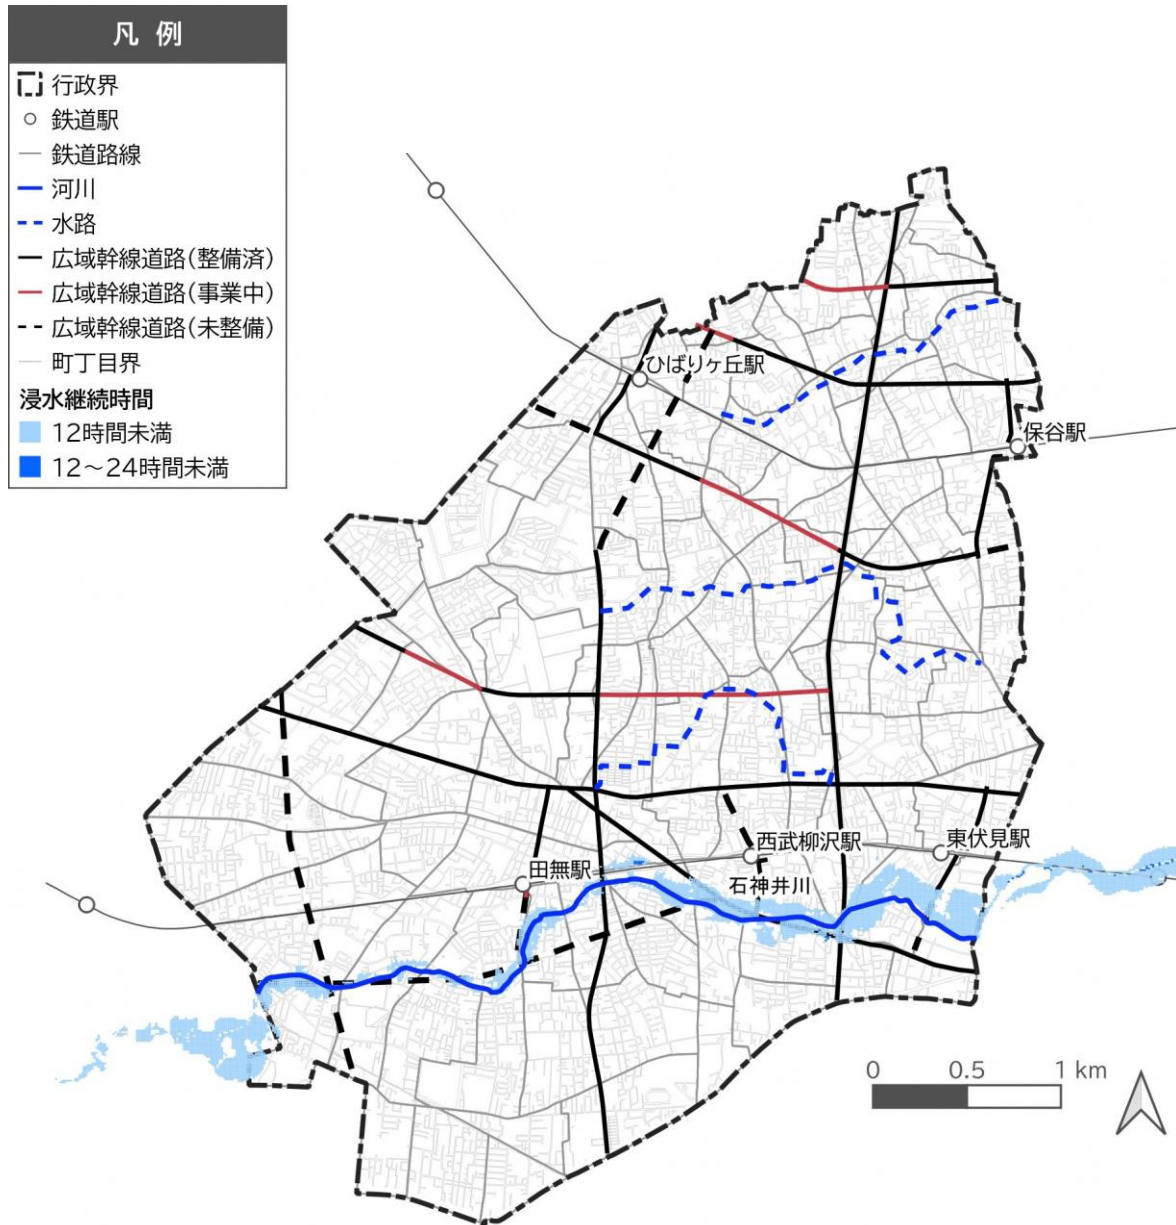 凡 例
行政界
鉄道駅
鉄道路線
河川
水路
広域幹線道路(整備済)
広域幹線道路(事業中)
広域幹線道路(未整備)
町丁目界
浸水継続時間
12時間未満
12～24時間未満
ひばりヶ丘駅
保谷駅
西武柳沢駅
東伏見駅
田無駅
石神井川
0 0.5 1 km